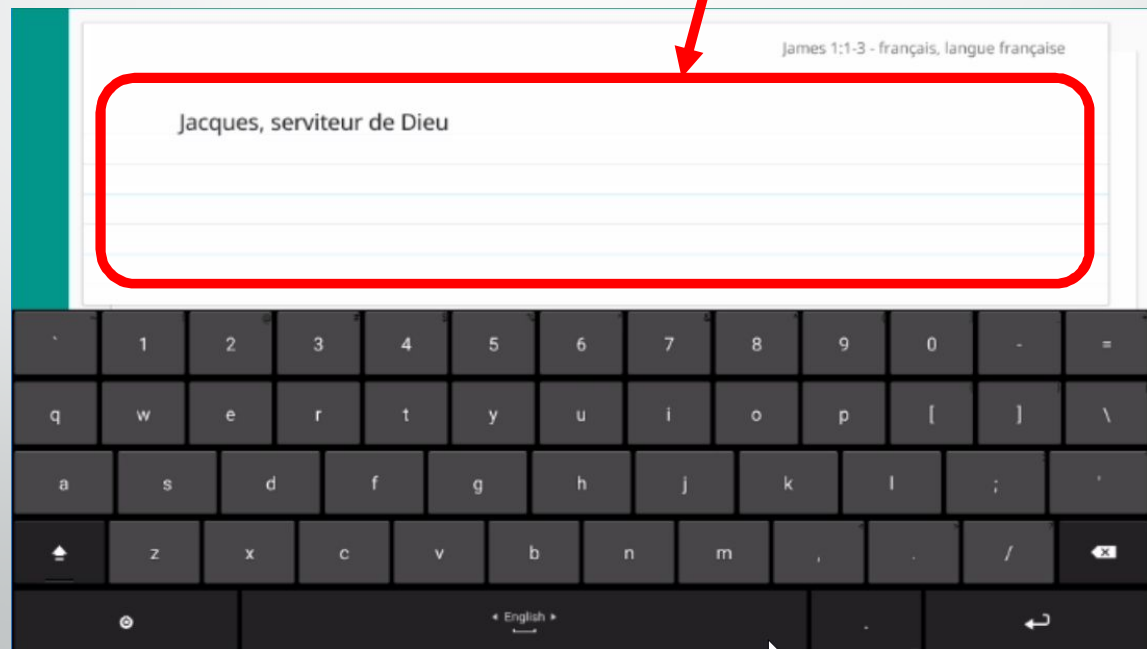 James 1:1-3 - français, langue française
Jacques, serviteur de Dieu
` 1 2 3 4 5 6 7 8 9 0 - =
q w e r t y u i o p [ ] \
a s d f g h j k l ; '
z x c v b n m , . /
English .